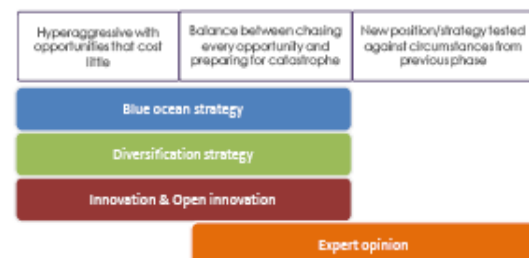 Hyperaggressive with
opportunities that cost
little
Balance between chasing
every opportunity and
preparing for catastrophe
New position/strategy tested
against circumstances from
previous phase
Blue ocean strategy
Diversification strategy
Innovation & Open innovation
Expert opinion